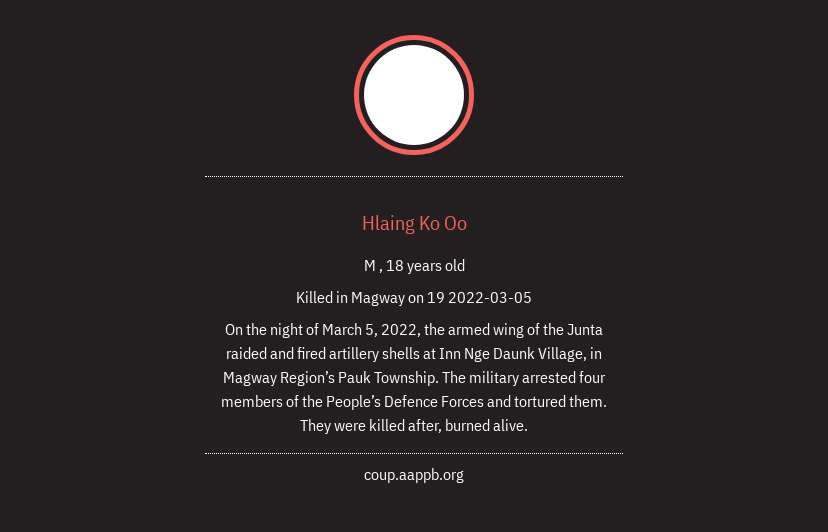 Hlaing Ko Oo
M , 18 years old
Killed in Magway on 19 2022-03-05
On the night of March 5, 2022, the armed wing of the Junta
raided and fired artillery shells at Inn Nge Daunk Village, in
Magway Region’s Pauk Township. The military arrested four
members of the People’s Defence Forces and tortured them.
They were killed after, burned alive.
coup.aappb.org